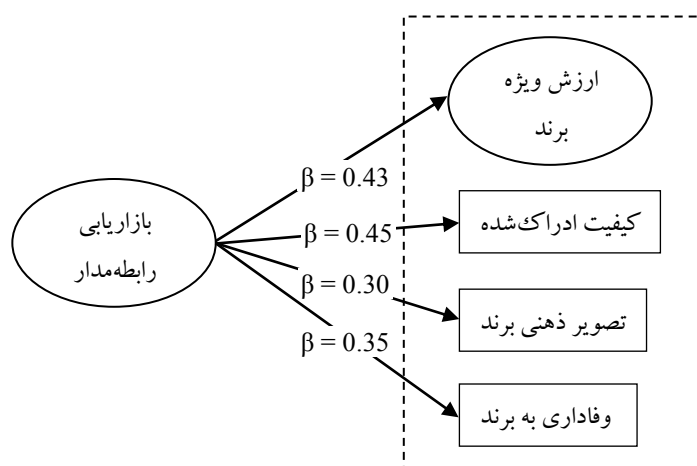 ارزش ویژه
برند
β = 0.43
کیفیت ادراک‌شده
β = 0.45
بازاریابی
رابطه‌مدار
β = 0.30
تصویر ذهنی برند
β = 0.35
وفاداری به برند